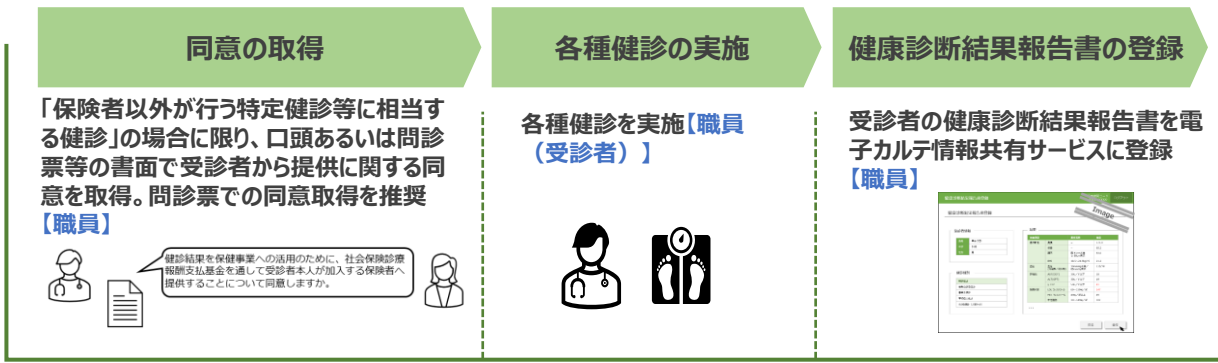 同意の取得
各種健診の実施
健康診断結果報告書の登録
「保険者以外が行う特定健診等に相当す
る健診」の場合に限り、口頭あるいは問診
票等の書面で受診者から提供に関する同
意を取得。問診票での同意取得を推奨
【職員】
健診結果を保健事業への活用のために、社会保険診療
報酬支払基金を通して受診者本人が加入する保険者へ
提供することについて同意しますか。
各種健診を実施【職員
（受診者）】
受診者の健康診断結果報告書を電
子カルテ情報共有サービスに登録
【職員】
Image